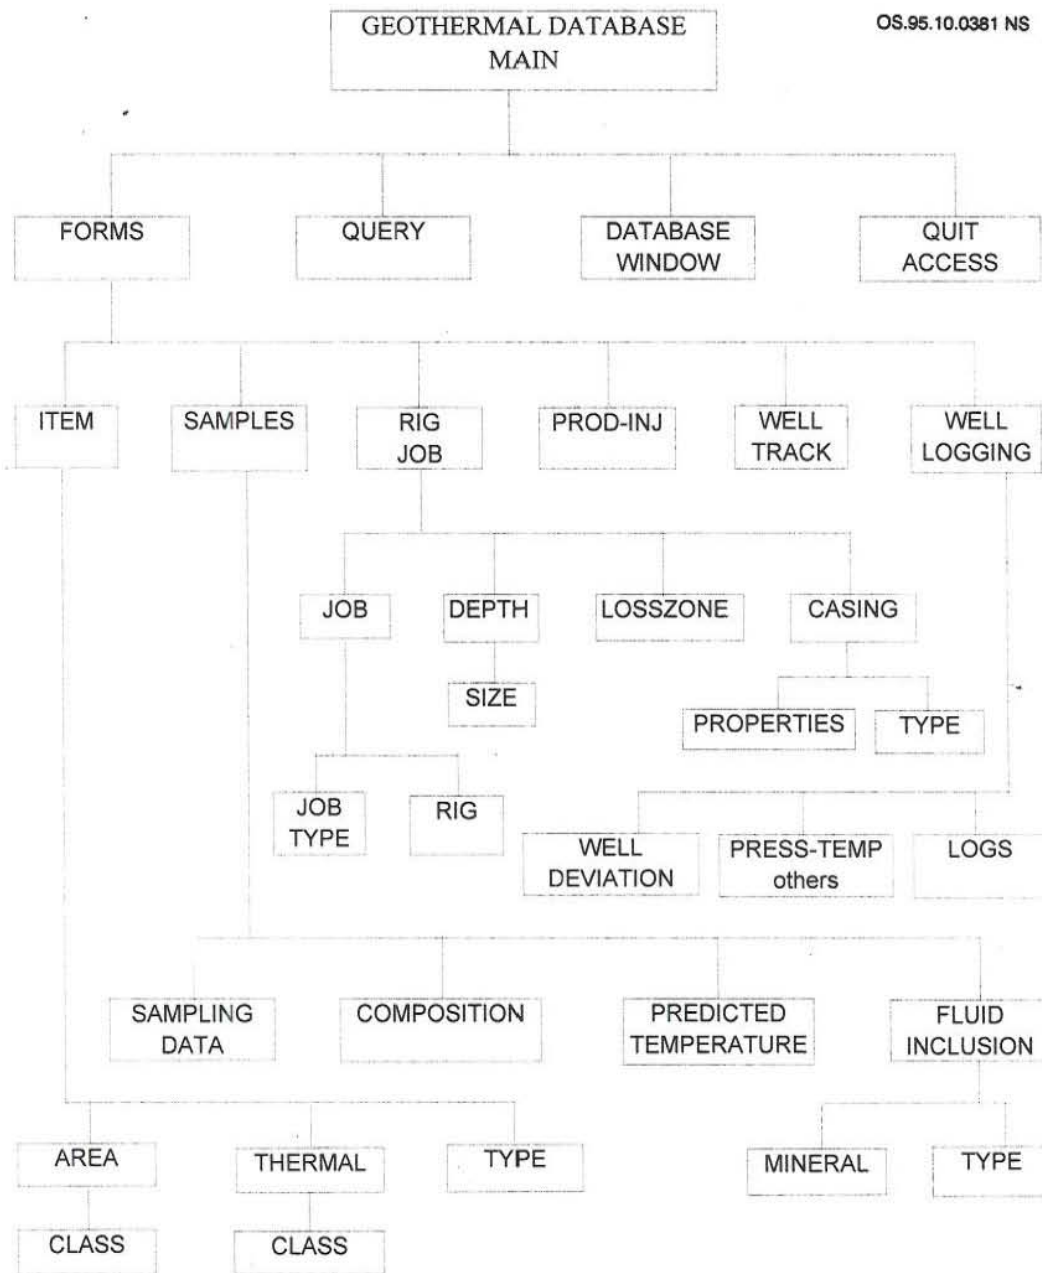 GEOTHERMAL DATABASE
MAIN
OS.95.10.0381 NS
FORMS
QUERY
DATABASE
WINDOW
QUIT
ACCESS
ITEM
SAMPLES
RIG
JOB
PROD-INJ
WELL
TRACK
WELL
LOGGING
JOB
DEPTH
LOSSZONE
CASING
SIZE
PROPERTIES
TYPE
JOB
TYPE
RIG
WELL
DEVIATION
PRESS-TEMP
others
LOGS
SAMPLING
DATA
COMPOSITION
PREDICTED
TEMPERATURE
FLUID
INCLUSION
AREA
THERMAL
TYPE
MINERAL
TYPE
CLASS
CLASS